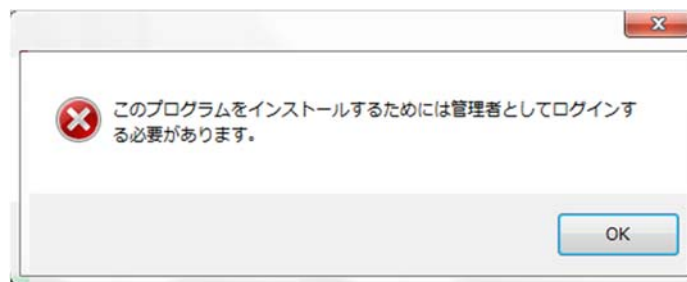 このプログラムをインストールするためには管理者としてログインす
る必要があります。
OK